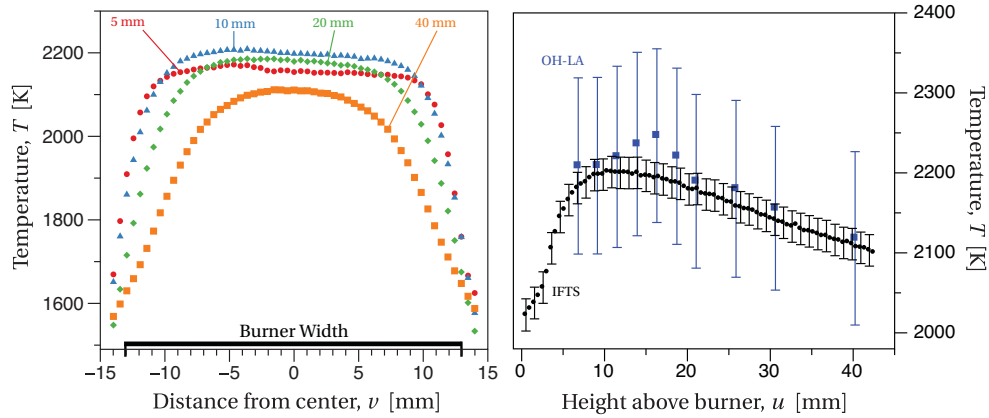 5 mm
10 mm
20 mm
40 mm
2200
2000
1800
1600
Temperature, T [K]
Burner Width
−15
−10
−5
0
5
10
15
Distance from center, v [mm]
OH-LA
IFTS
2400
2300
2200
2100
2000
Temperature, T [K]
0
10
20
30
40
Height above burner, u [mm]